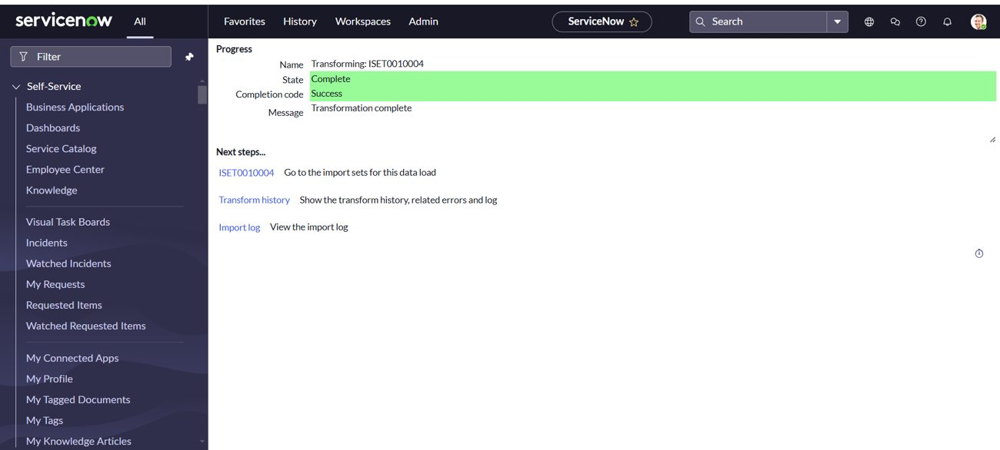 servicenow All Favorites History Workspaces Admin ServiceNow Search
Filter
Self-Service
Business Applications
Dashboards
Service Catalog
Employee Center
Knowledge
Visual Task Boards
Incidents
Watched Incidents
My Requests
Requested Items
Watched Requested Items
My Connected Apps
My Profile
My Tagged Documents
My Tags
My Knowledge Articles
Progress
Name Transforming: ISET0010004
State Complete
Completion code Success
Message Transformation complete
Next steps...
ISET0010004 Go to the import sets for this data load
Transform history Show the transform history, related errors and log
Import log View the import log